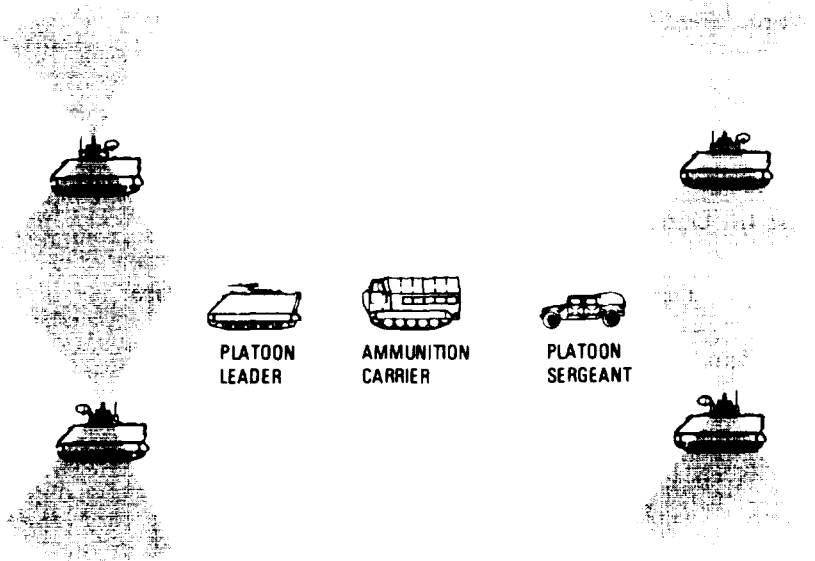 PLATOON
LEADER
AMMUNITION
CARRIER
PLATOON
SERGEANT